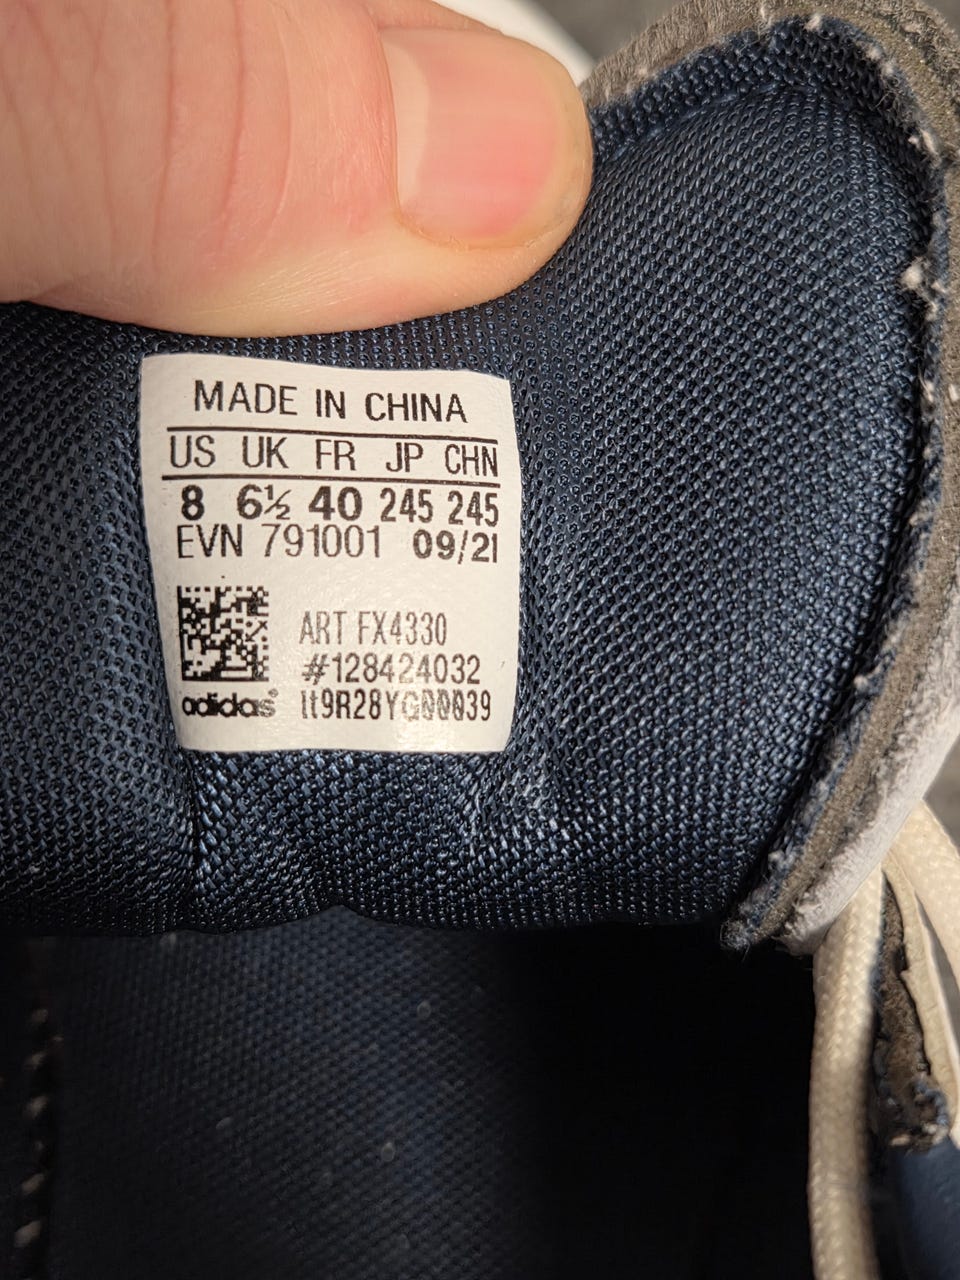 MADE IN CHINA
US UK FR JP CHN
8 6½ 40 245 245
EVN 791001 09/21
ART FX4330
#128424032
adidas® lt9R28YG00039